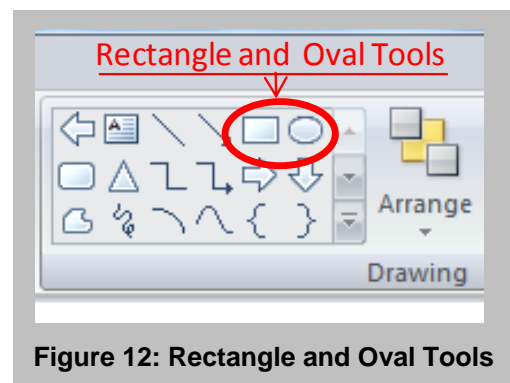 Rectangle and Oval Tools
A
Arrange
Drawing
Figure 12: Rectangle and Oval Tools